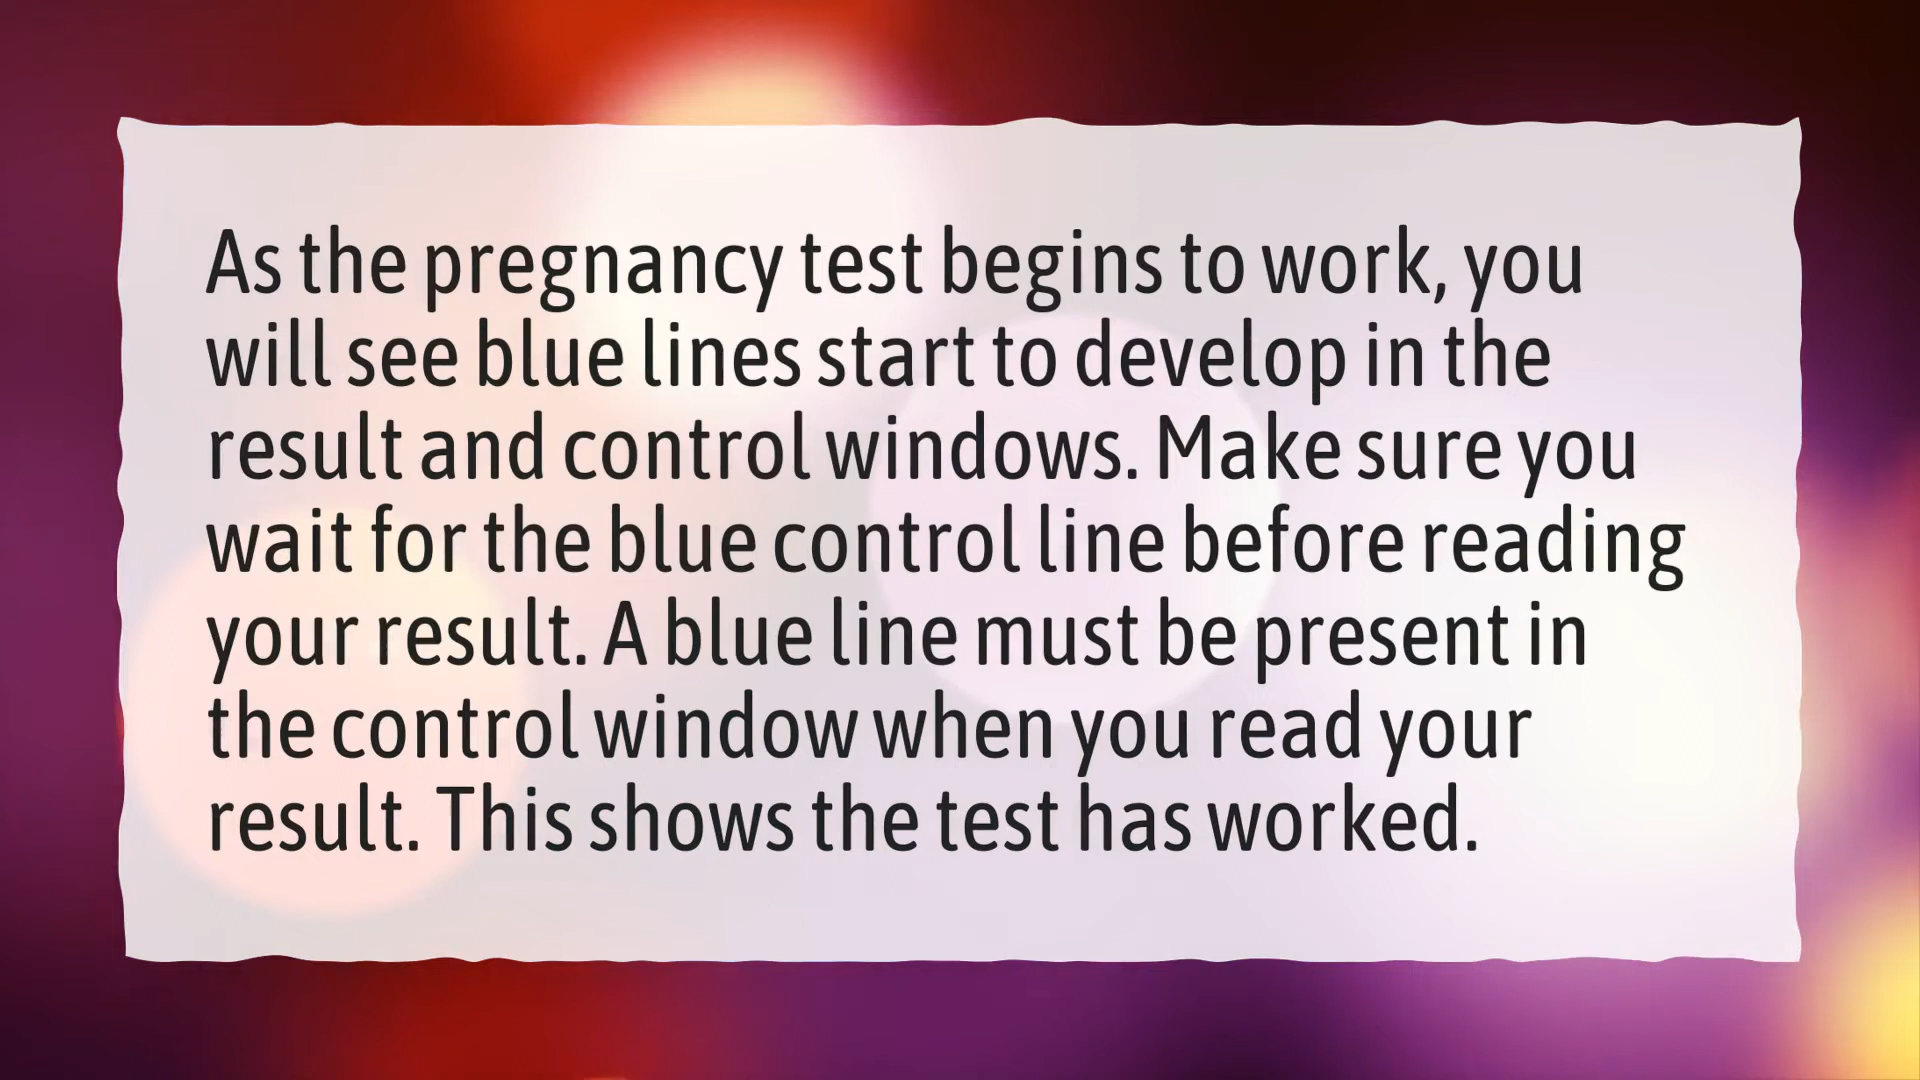 As the pregnancy test begins to work, you
will see blue lines start to develop in the
result and control windows. Make sure you
wait for the blue control line before reading
your result. A blue line must be present in
the control window when you read your
result. This shows the test has worked.